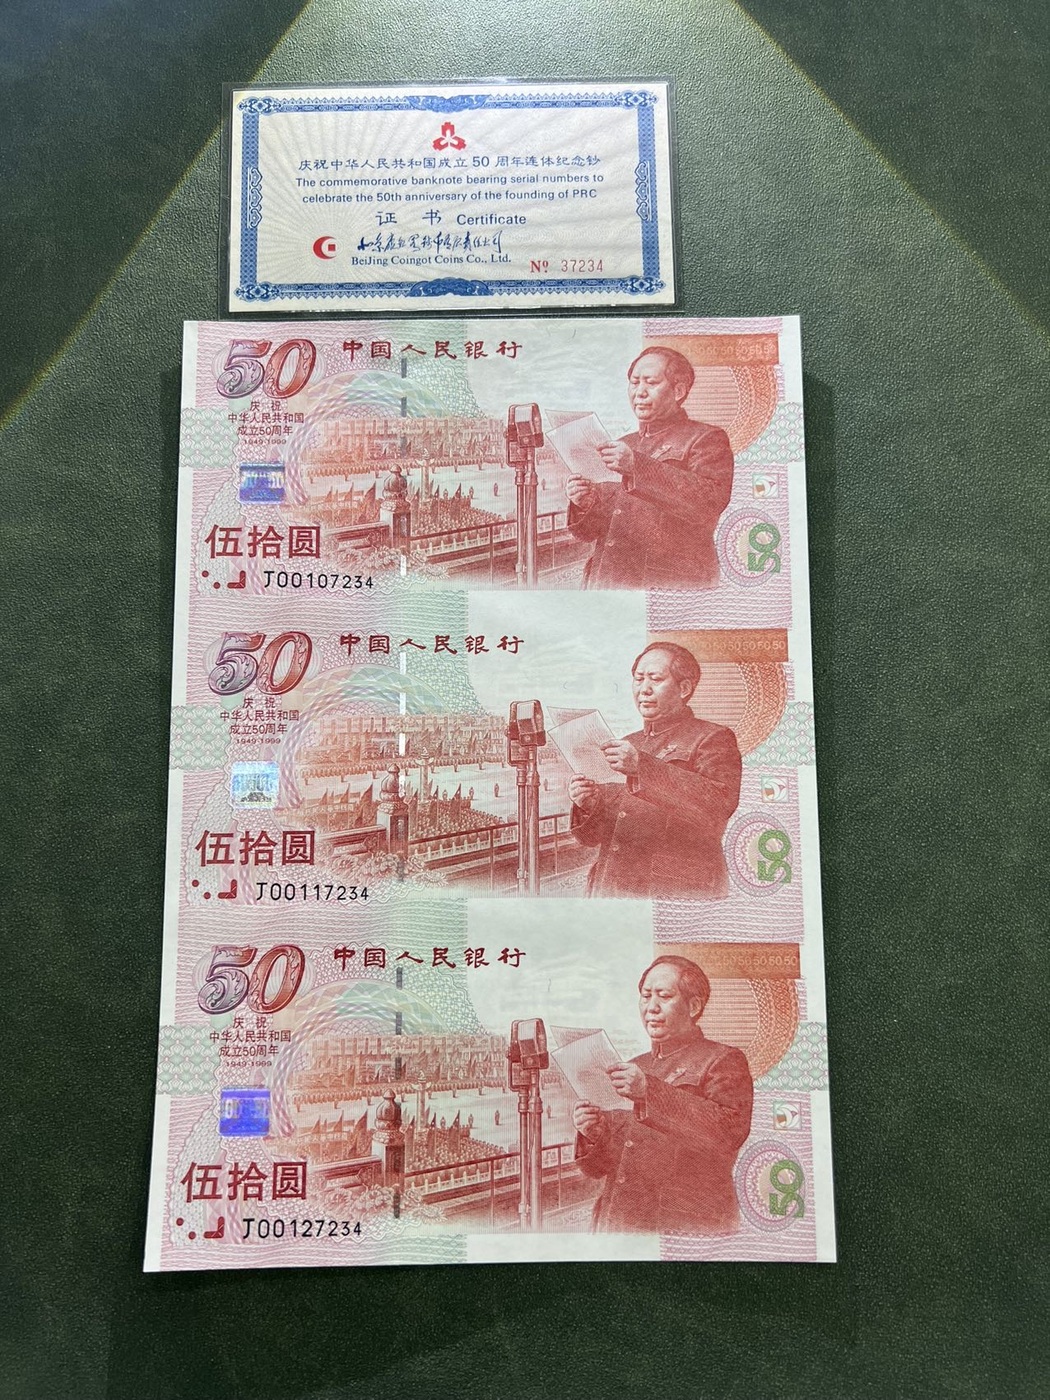 庆祝中华人民共和国成立50周年连体纪念钞
The commemorative banknote bearing serial numbers to
celebrate the 50th anniversary of the founding of PRC
证 书 Certificate
BeiJing Coingot Coins Co., Ltd.
Nº 37234
50 中国人民银行
庆 祝
中华人民共和国
成立50周年
1949-1999
伍拾圆
50
J00107234
50 中国人民银行
庆 祝
中华人民共和国
成立50周年
1949-1999
伍拾圆
50
J00117234
50 中国人民银行
庆 祝
中华人民共和国
成立50周年
1949-1999
伍拾圆
50
J00127234